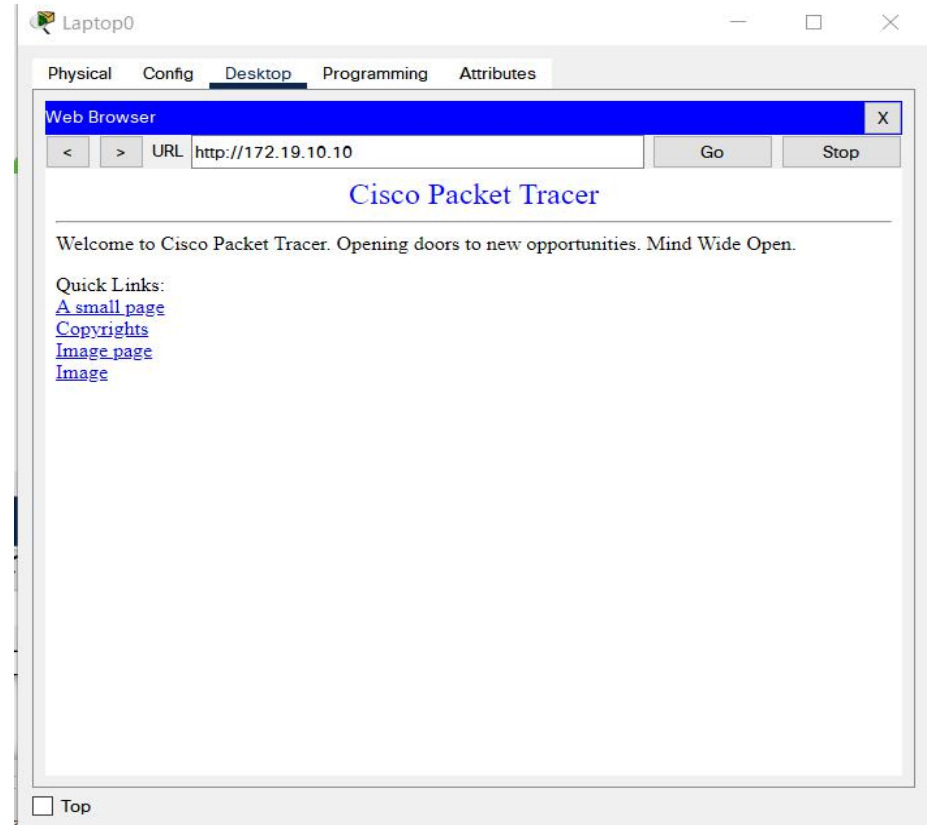 Laptop0
Physical Config Desktop Programming Attributes
Web Browser X
< > URL http://172.19.10.10 Go Stop
Cisco Packet Tracer
Welcome to Cisco Packet Tracer. Opening doors to new opportunities. Mind Wide Open.
Quick Links:
A small page
Copyrights
Image page
Image
Top